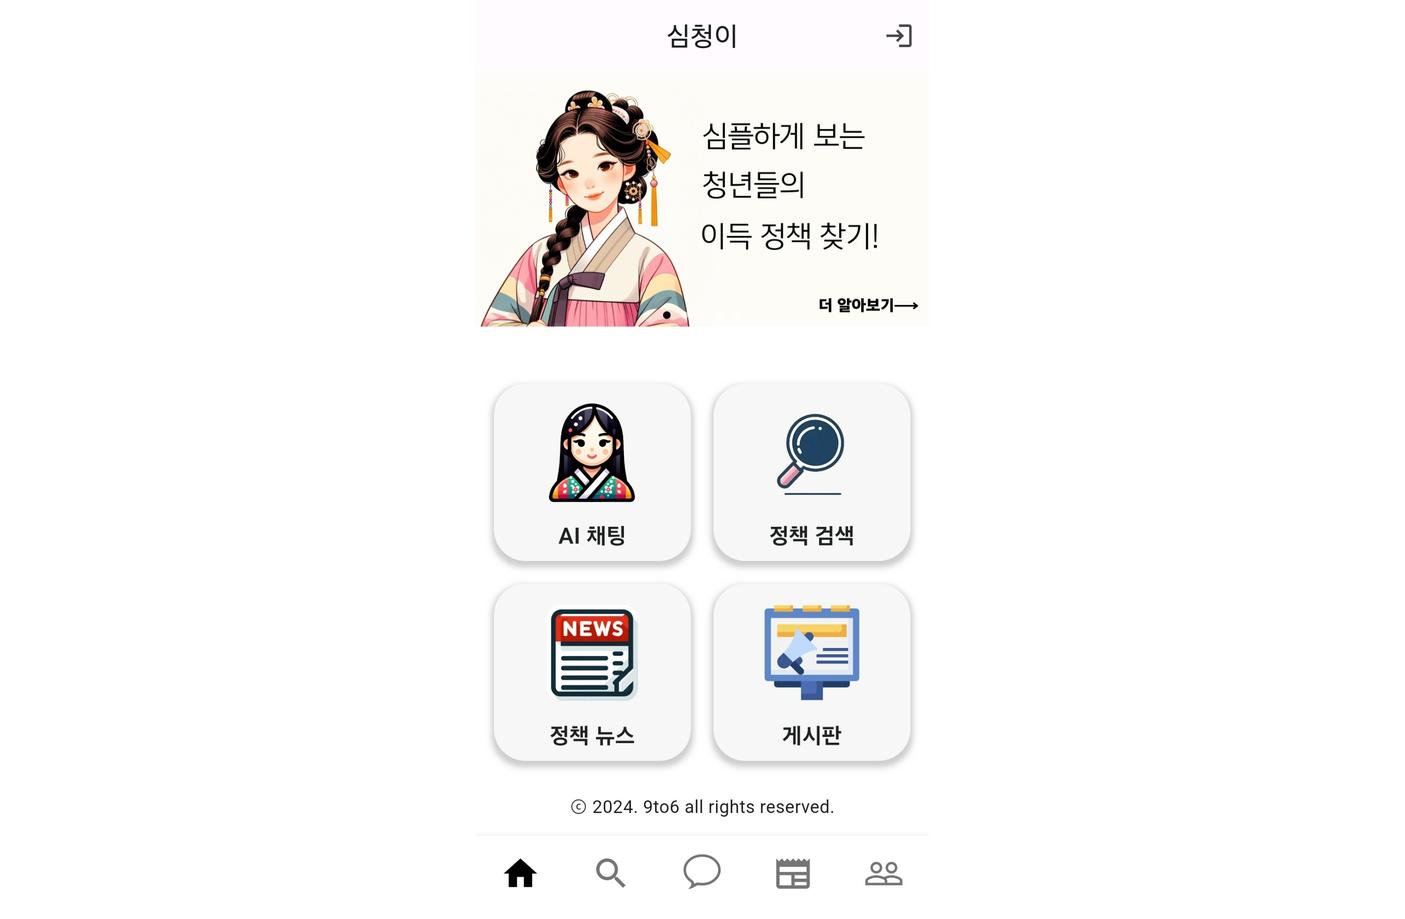 심청이
심플하게 보는
청년들의
이득 정책 찾기!
더 알아보기→
AI 채팅
정책 검색
NEWS
정책 뉴스
게시판
ⓒ 2024. 9to6 all rights reserved.